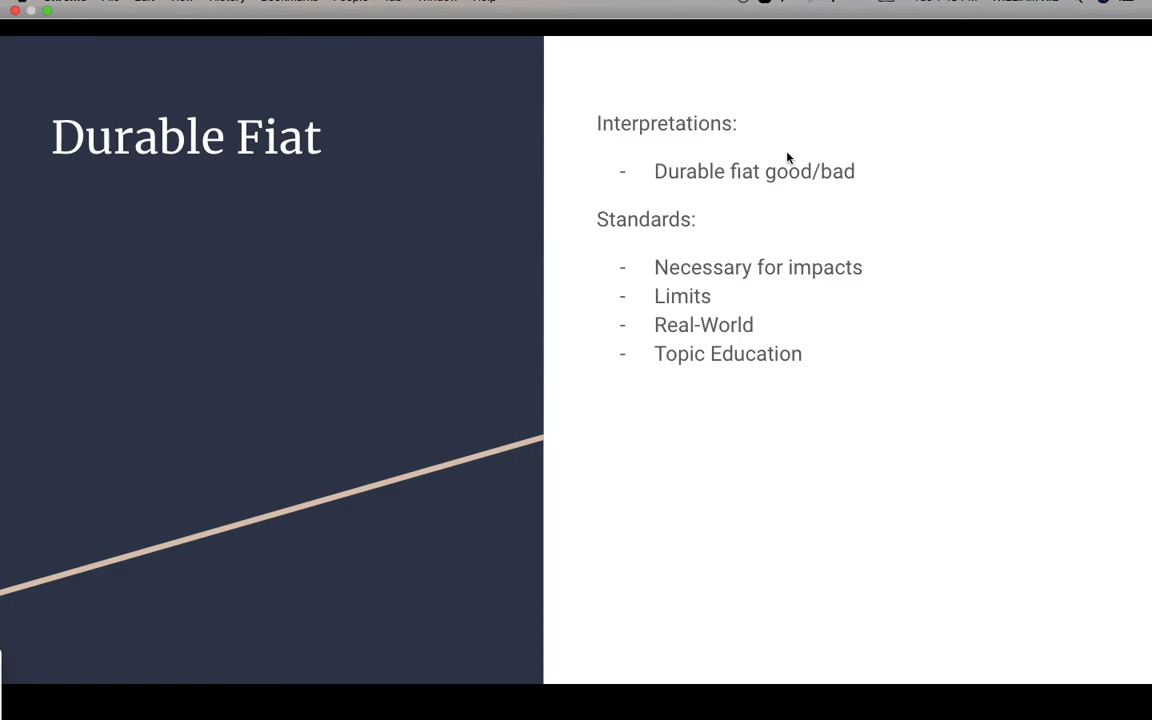 Durable Fiat
Interpretations:
- Durable fiat good/bad
Standards:
- Necessary for impacts
- Limits
- Real-World
- Topic Education